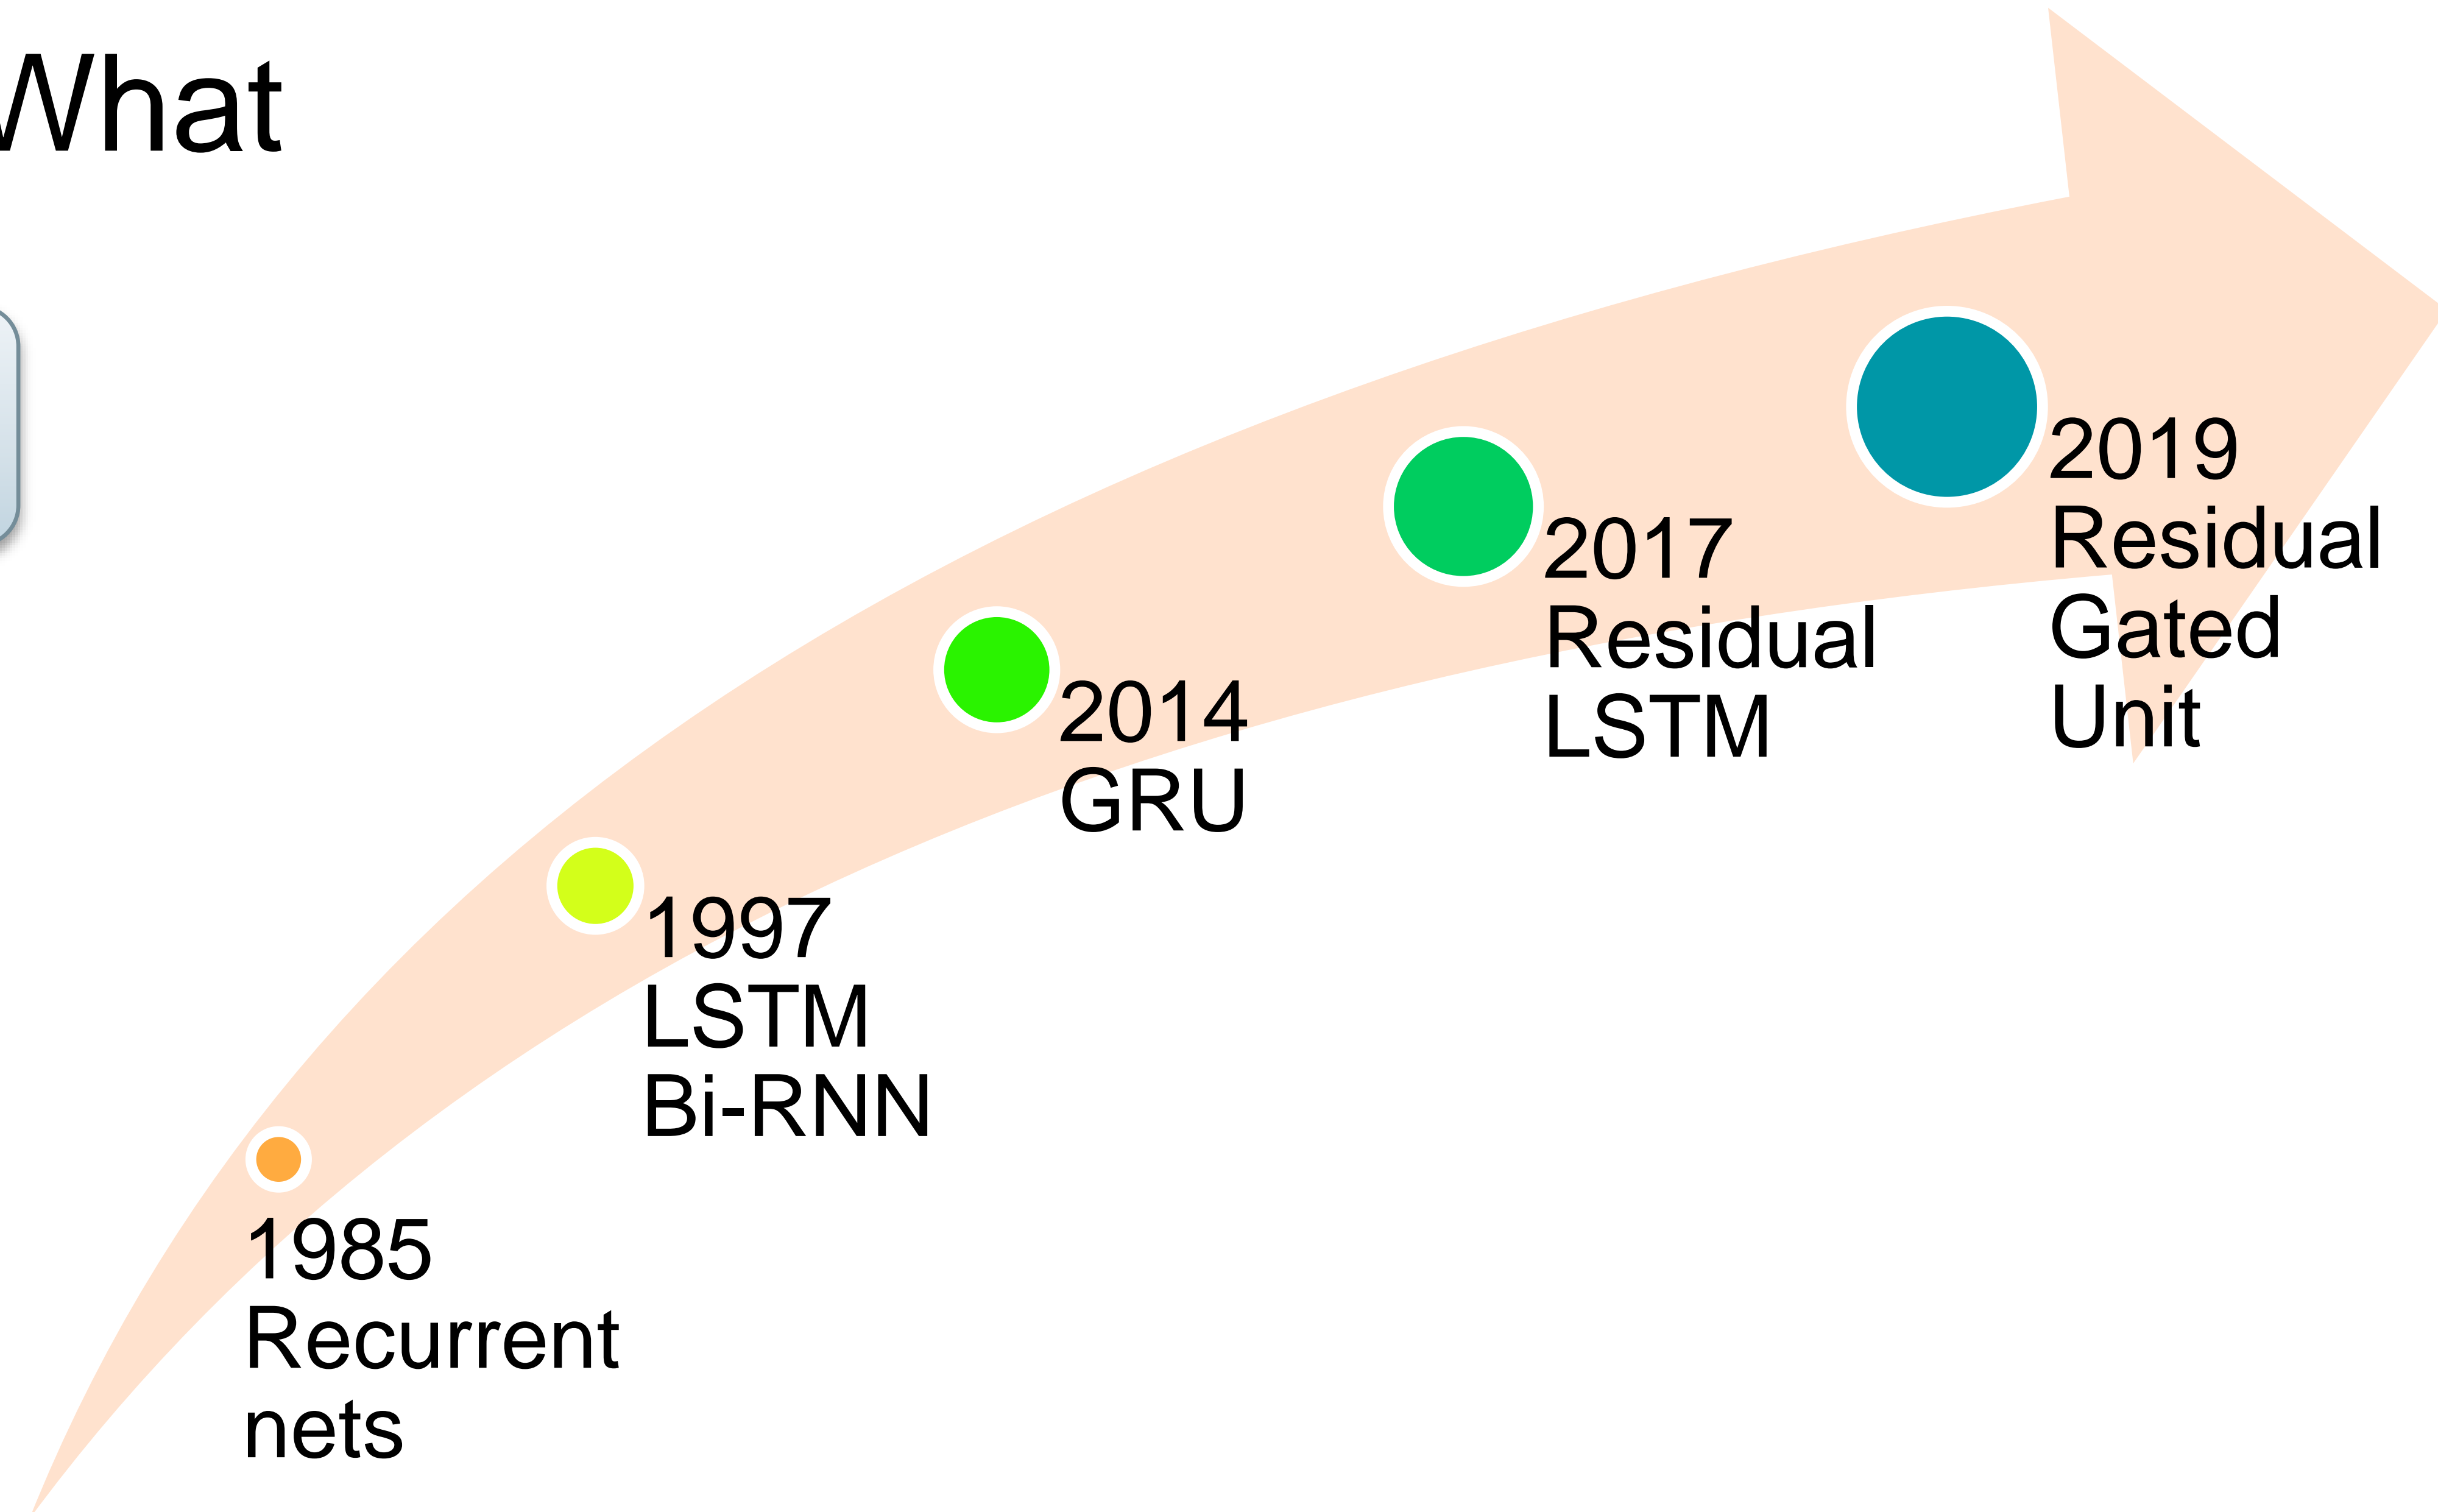 What
1985
Recurrent
nets
1997
LSTM
Bi-RNN
2014
GRU
2017
Residual
LSTM
2019
Residual
Gated
Unit